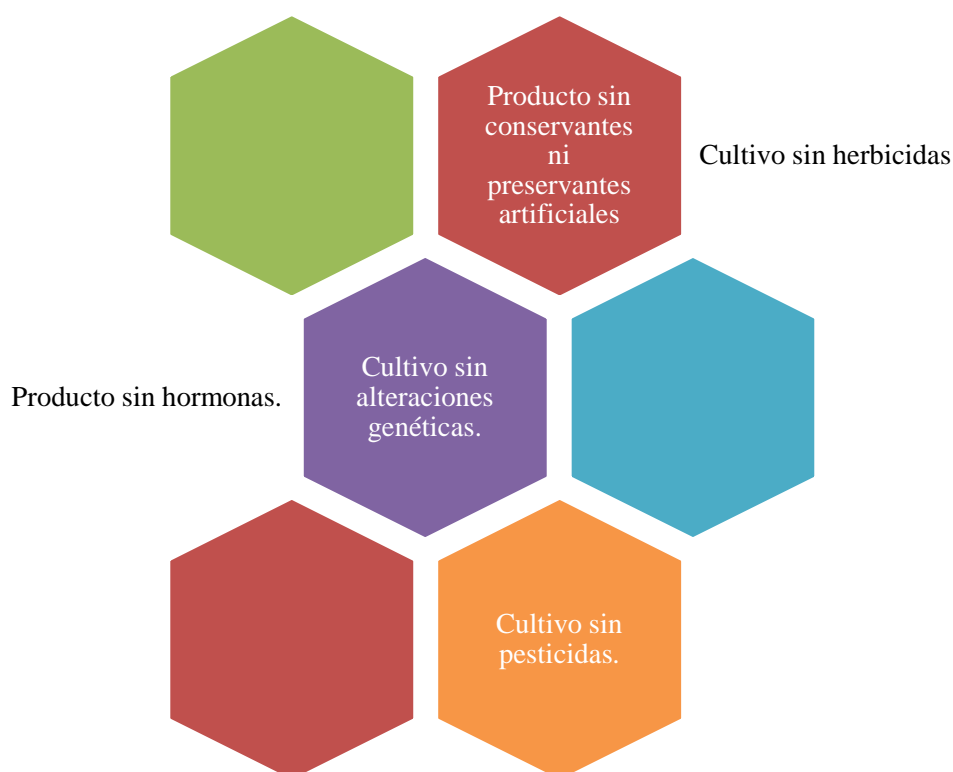 Producto sin
conservantes
ni
preservantes
artificiales
Cultivo sin herbicidas
Producto sin hormonas.
Cultivo sin
alteraciones
genéticas.
Cultivo sin
pesticidas.